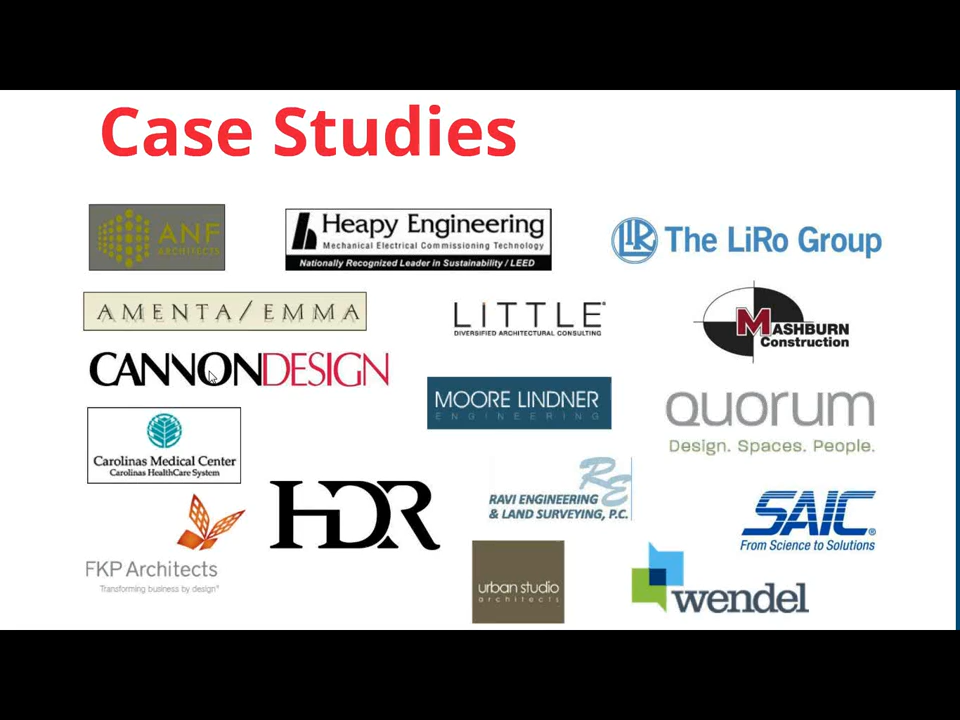 Case Studies
ANF
ARCHITECTS
Heapy Engineering
Mechanical Electrical Commissioning Technology
Nationally Recognized Leader in Sustainability / LEED
LiR
The LiRo Group
AMENTA/EMMA
LITTLE
DIVERSIFIED ARCHITECTURAL CONSULTING
MASHBURN
Construction
CANNONDESIGN
MOORE LINDNER
ENGINEERING
quorum
Design. Spaces. People.
Carolinas Medical Center
Carolinas HealthCare System
HDR
RE
RAVI ENGINEERING
& LAND SURVEYING, P.C.
SAIC®
From Science to Solutions
FKP Architects
Transforming business by design
urban studio
architects
wendel